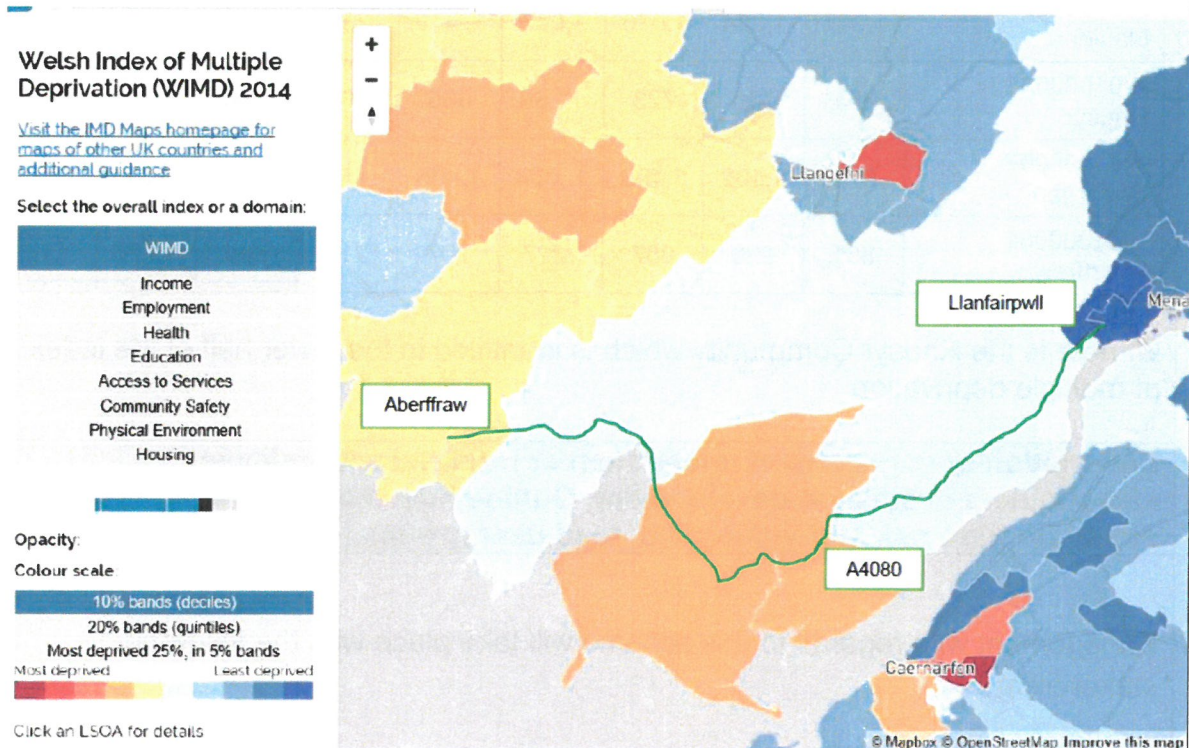 Welsh Index of Multiple
Deprivation (WIMD) 2014
Visit the IMD Maps homepage for
maps of other UK countries and
additional guidance
Select the overall index or a domain:
WIMD
Income
Employment
Health
Education
Access to Services
Community Safety
Physical Environment
Housing
Opacity:
Colour scale:
10% bands (deciles)
20% bands (quintiles)
Most deprived 25%, in 5% bands
Most deprived Least deprived
Click an LSOA for details
+
−
Llangefni
Llanfairpwll
Mena
Aberffraw
A4080
Caernarfon
© Mapbox © OpenStreetMap Improve this map